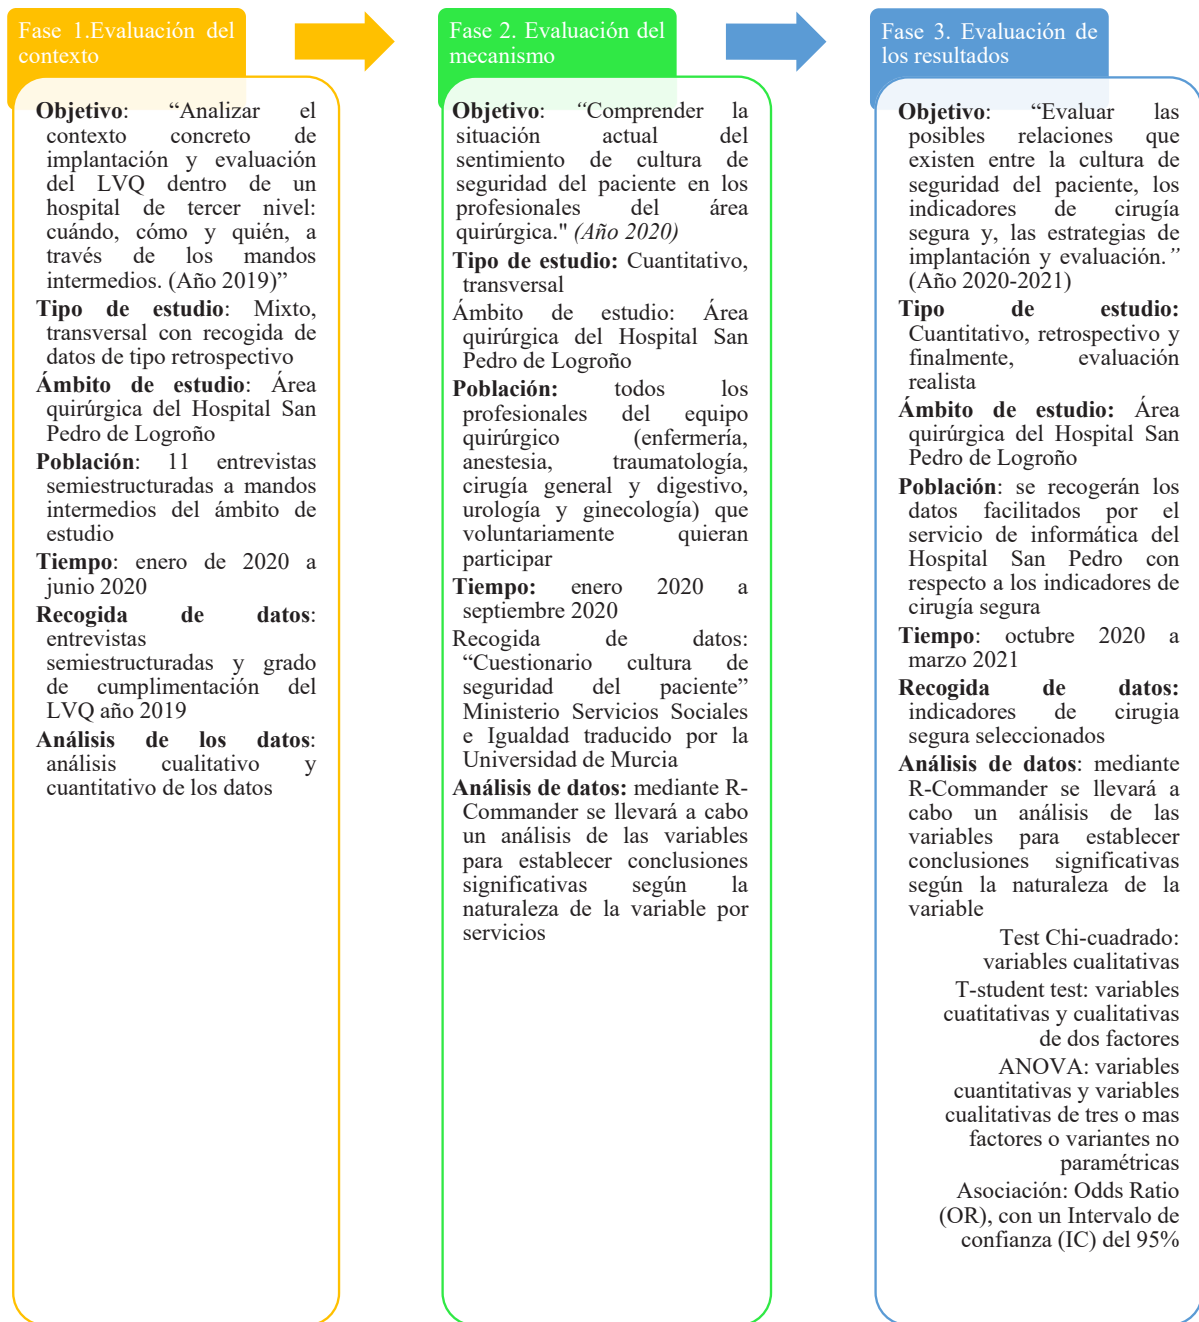 Fase 1.Evaluación del
contexto
Objetivo: “Analizar el
contexto concreto de
implantación y evaluación
del LVQ dentro de un
hospital de tercer nivel:
cuándo, cómo y quién, a
través de los mandos
intermedios. (Año 2019)”
Tipo de estudio: Mixto,
transversal con recogida de
datos de tipo retrospectivo
Ámbito de estudio: Área
quirúrgica del Hospital San
Pedro de Logroño
Población: 11 entrevistas
semiestructuradas a mandos
intermedios del ámbito de
estudio
Tiempo: enero de 2020 a
junio 2020
Recogida de datos:
entrevistas
semiestructuradas y grado
de cumplimentación del
LVQ año 2019
Análisis de los datos:
análisis cualitativo y
cuantitativo de los datos
Fase 2. Evaluación del
mecanismo
Objetivo: “Comprender la
situación actual del
sentimiento de cultura de
seguridad del paciente en los
profesionales del área
quirúrgica." (Año 2020)
Tipo de estudio: Cuantitativo,
transversal
Ámbito de estudio: Área
quirúrgica del Hospital San
Pedro de Logroño
Población: todos los
profesionales del equipo
quirúrgico (enfermería,
anestesia, traumatología,
cirugía general y digestivo,
urología y ginecología) que
voluntariamente quieran
participar
Tiempo: enero 2020 a
septiembre 2020
Recogida de datos:
“Cuestionario cultura de
seguridad del paciente”
Ministerio Servicios Sociales
e Igualdad traducido por la
Universidad de Murcia
Análisis de datos: mediante R-
Commander se llevará a cabo
un análisis de las variables
para establecer conclusiones
significativas según la
naturaleza de la variable por
servicios
Fase 3. Evaluación de
los resultados
Objetivo: “Evaluar las
posibles relaciones que
existen entre la cultura de
seguridad del paciente, los
indicadores de cirugía
segura y, las estrategias de
implantación y evaluación.”
(Año 2020-2021)
Tipo de estudio:
Cuantitativo, retrospectivo y
finalmente, evaluación
realista
Ámbito de estudio: Área
quirúrgica del Hospital San
Pedro de Logroño
Población: se recogerán los
datos facilitados por el
servicio de informática del
Hospital San Pedro con
respecto a los indicadores de
cirugía segura
Tiempo: octubre 2020 a
marzo 2021
Recogida de datos:
indicadores de cirugia
segura seleccionados
Análisis de datos: mediante
R-Commander se llevará a
cabo un análisis de las
variables para establecer
conclusiones significativas
según la naturaleza de la
variable
Test Chi-cuadrado:
variables cualitativas
T-student test: variables
cuatitativas y cualitativas
de dos factores
ANOVA: variables
cuantitativas y variables
cualitativas de tres o mas
factores o variantes no
paramétricas
Asociación: Odds Ratio
(OR), con un Intervalo de
confianza (IC) del 95%